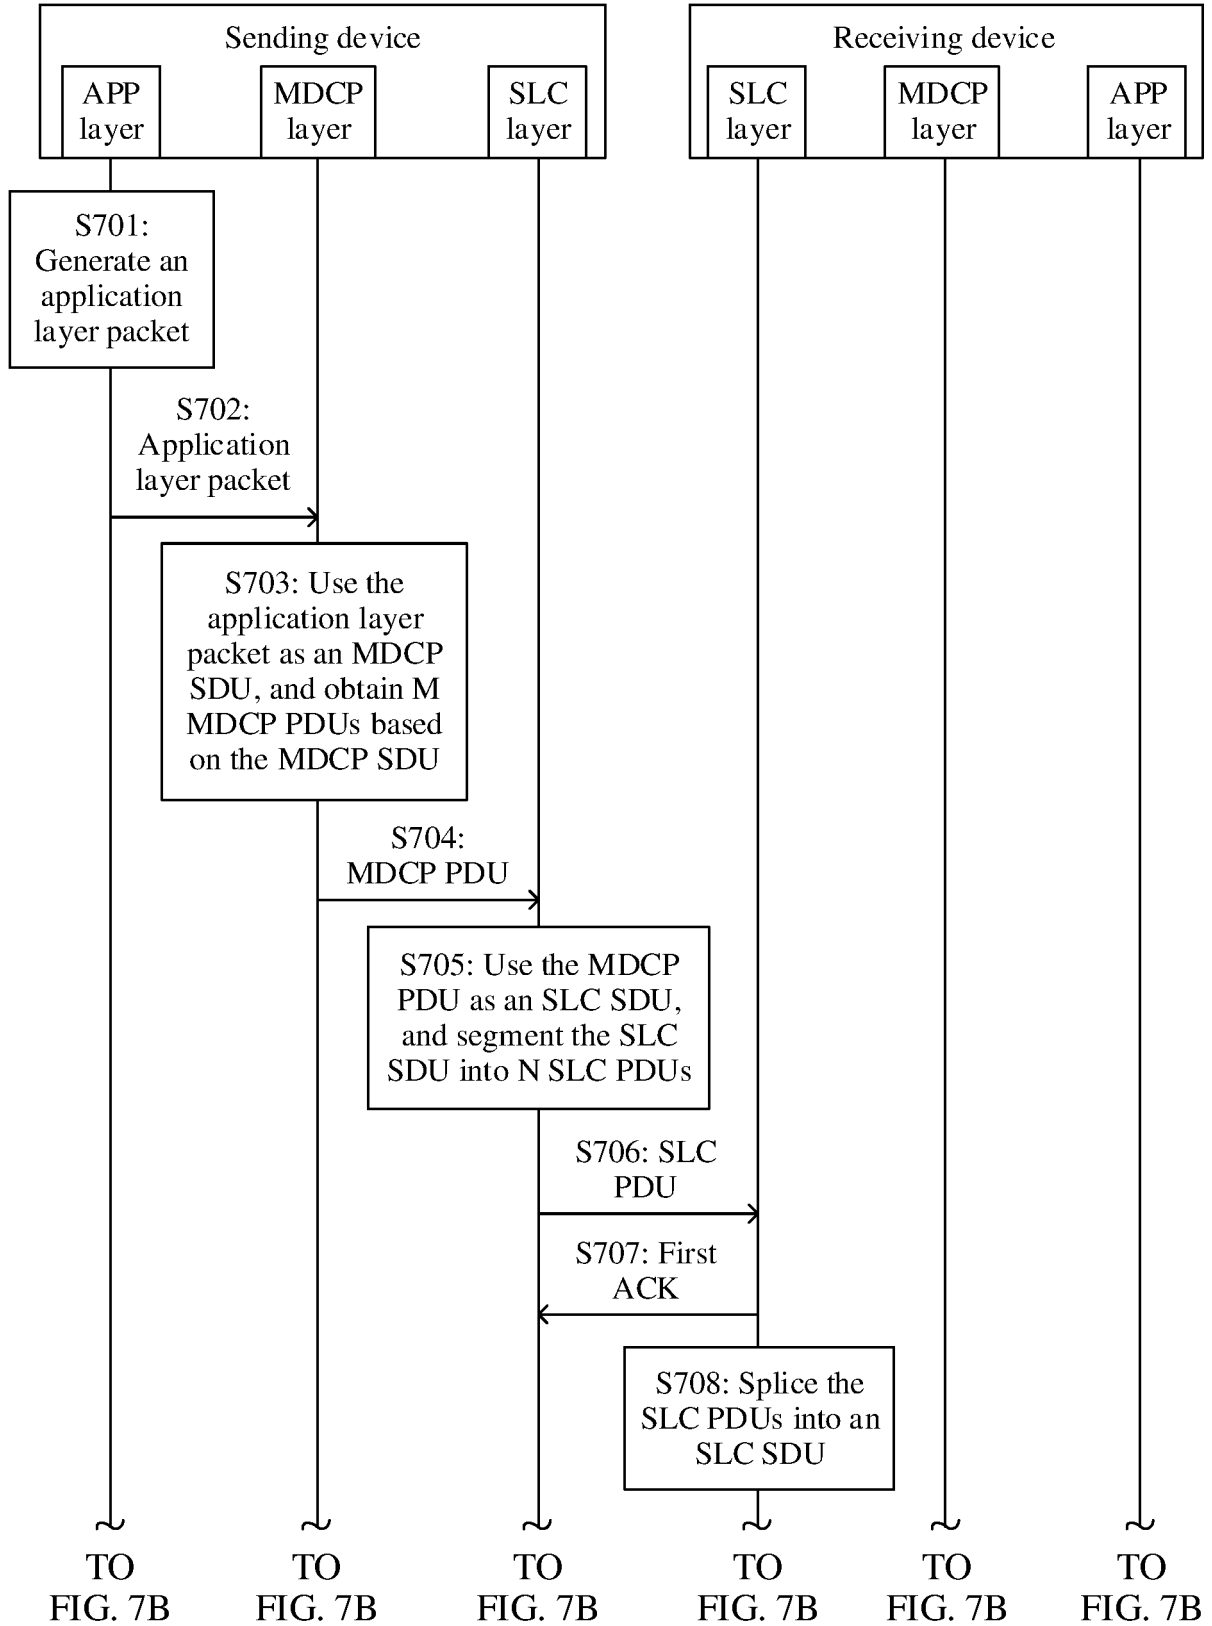 Sending device
Receiving device
APP
layer
MDCP
layer
SLC
layer
SLC
layer
MDCP
layer
APP
layer
S701:
Generate an
application
layer packet
S702:
Application
layer packet
S703: Use the
application layer
packet as an MDCP
SDU, and obtain M
MDCP PDUs based
on the MDCP SDU
S704:
MDCP PDU
S705: Use the MDCP
PDU as an SLC SDU,
and segment the SLC
SDU into N SLC PDUs
S706: SLC
PDU
S707: First
ACK
S708: Splice the
SLC PDUs into an
SLC SDU
TO
FIG. 7B
TO
FIG. 7B
TO
FIG. 7B
TO
FIG. 7B
TO
FIG. 7B
TO
FIG. 7B